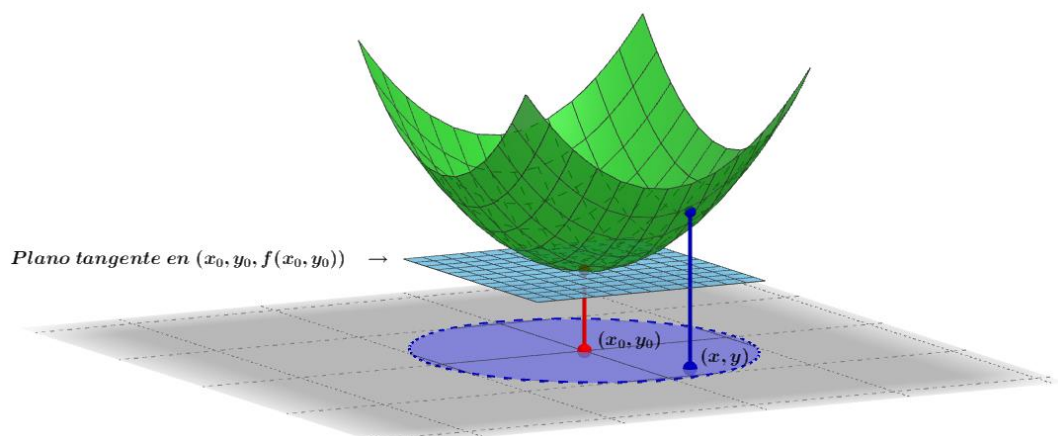 Plano tangente en (x₀, y₀, f(x₀, y₀)) →
(x₀, y₀)
(x, y)